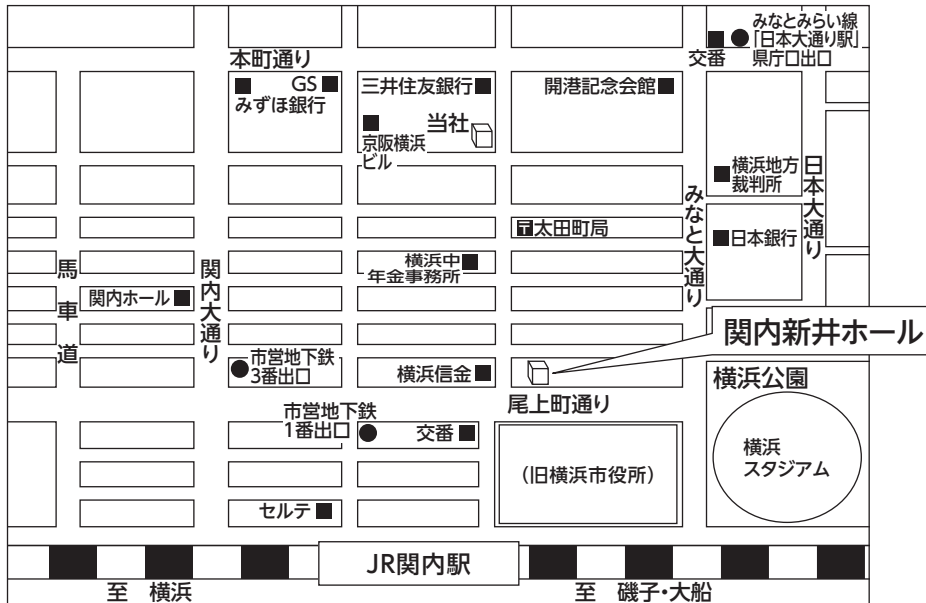 みなとみらい線
「日本大通り駅」
県庁口出口
交番
本町通り
GS
みずほ銀行
三井住友銀行
開港記念会館
当社
京阪横浜
ビル
横浜地方
裁判所
日本大通り
みなと大通り
〒太田町局
日本銀行
横浜中
年金事務所
馬車道
関内大通り
関内ホール
関内新井ホール
市営地下鉄
3番出口
横浜信金
横浜公園
尾上町通り
市営地下鉄
1番出口
交番
(旧横浜市役所)
横浜
スタジアム
セルテ
JR関内駅
至 横浜
至 磯子・大船